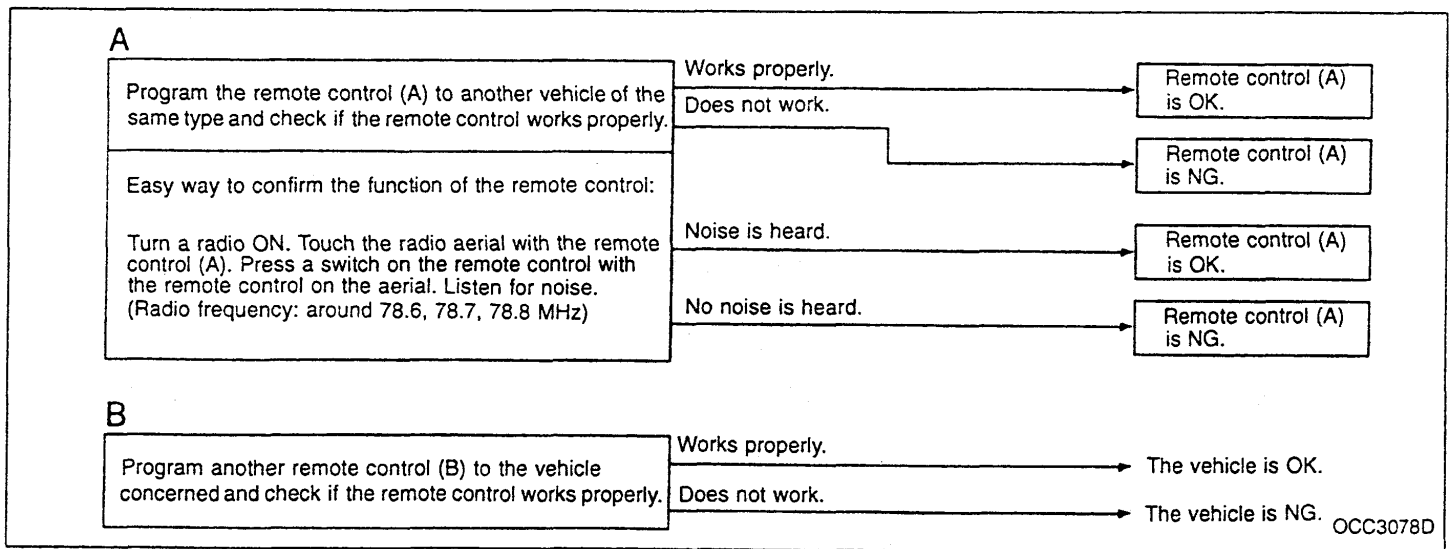 A
Program the remote control (A) to another vehicle of the
same type and check if the remote control works properly.
Works properly.
Does not work.
Remote control (A)
is OK.
Remote control (A)
is NG.
Easy way to confirm the function of the remote control:
Turn a radio ON. Touch the radio aerial with the remote
control (A). Press a switch on the remote control with
the remote control on the aerial. Listen for noise.
(Radio frequency: around 78.6, 78.7, 78.8 MHz)
Noise is heard.
No noise is heard.
Remote control (A)
is OK.
Remote control (A)
is NG.
B
Program another remote control (B) to the vehicle
concerned and check if the remote control works properly.
Works properly.
Does not work.
The vehicle is OK.
The vehicle is NG.
OCC3078D